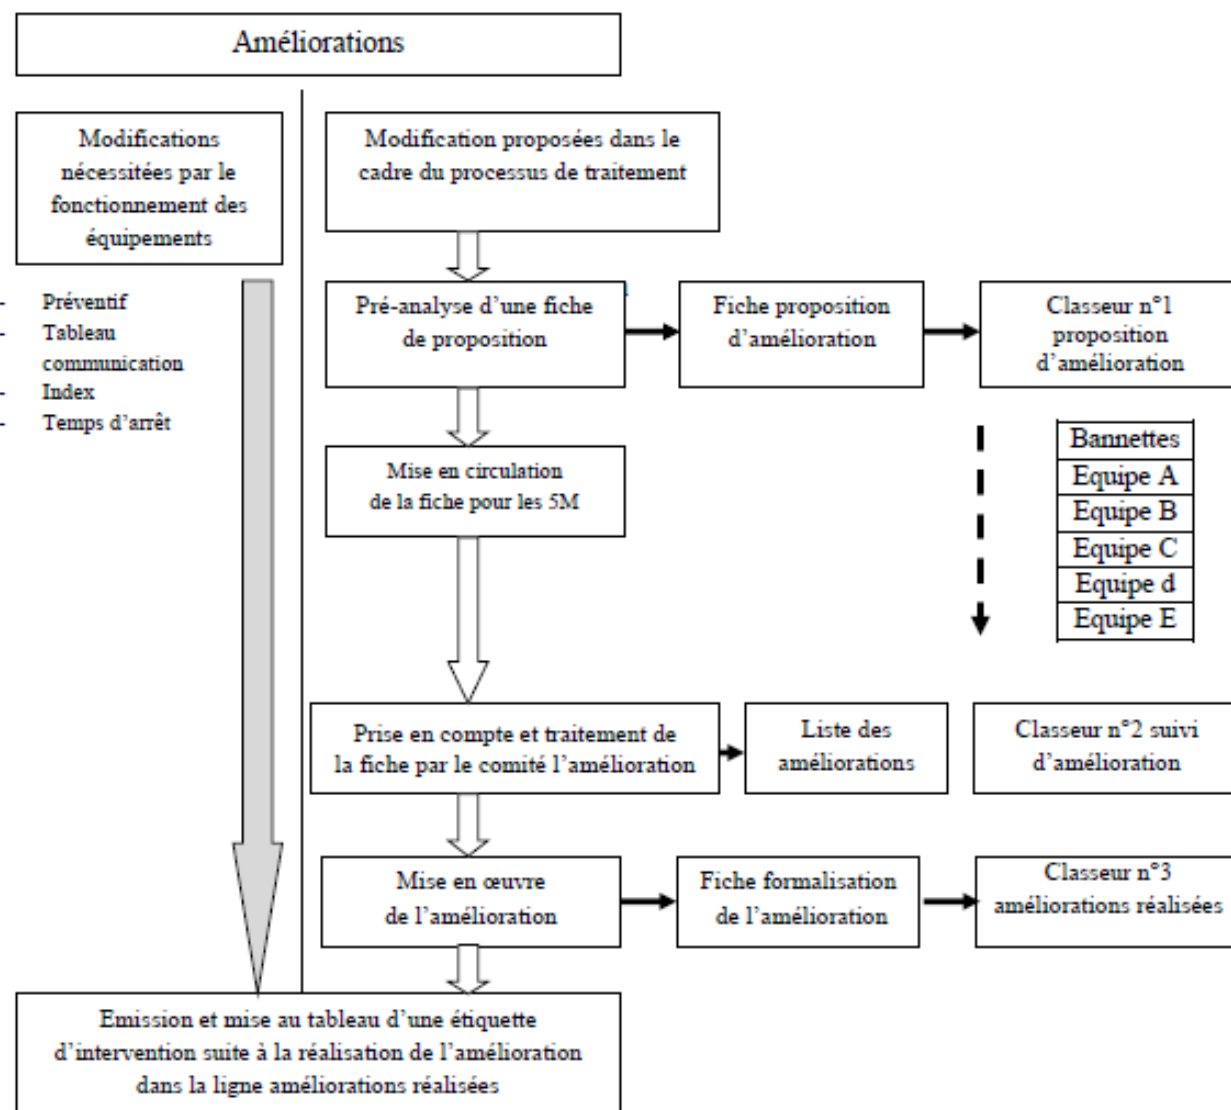 Améliorations
Modifications
nécessitées par le
fonctionnement des
équipements
- Préventif
- Tableau
communication
- Index
- Temps d'arrêt
Modification proposées dans le
cadre du processus de traitement
Pré-analyse d'une fiche
de proposition
Fiche proposition
d'amélioration
Classeur n°1
proposition
d'amélioration
Mise en circulation
de la fiche pour les 5M
Bannettes
Equipe A
Equipe B
Equipe C
Equipe d
Equipe E
Prise en compte et traitement de
la fiche par le comité l'amélioration
Liste des
améliorations
Classeur n°2 suivi
d'amélioration
Mise en œuvre
de l'amélioration
Fiche formalisation
de l'amélioration
Classeur n°3
améliorations réalisées
Emission et mise au tableau d'une étiquette
d'intervention suite à la réalisation de l'amélioration
dans la ligne améliorations réalisées